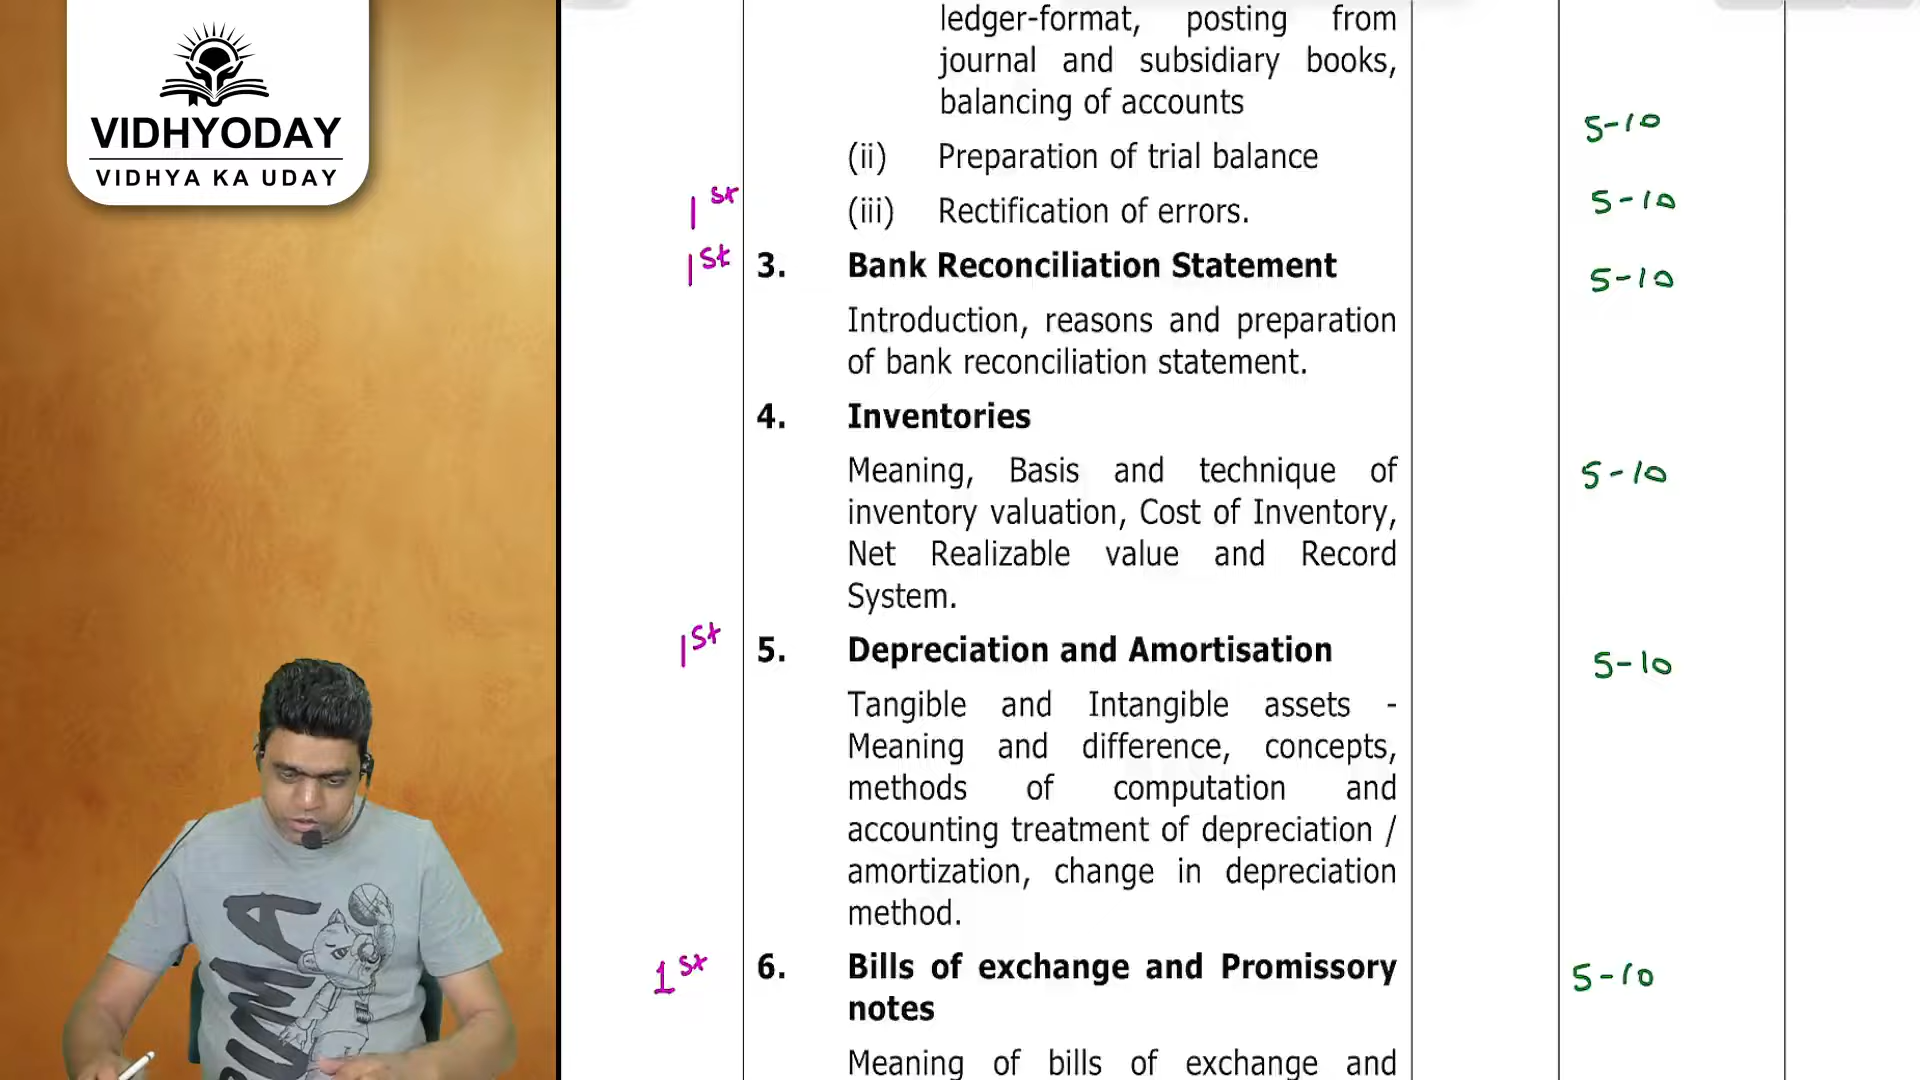 VIDHYODAY
VIDHYA KA UDAY
ledger-format, posting from
journal and subsidiary books,
balancing of accounts
5-10
(ii) Preparation of trial balance
1st (iii) Rectification of errors. 5-10
1st 3. Bank Reconciliation Statement 5-10
Introduction, reasons and preparation
of bank reconciliation statement.
4. Inventories
Meaning, Basis and technique of 5-10
inventory valuation, Cost of Inventory,
Net Realizable value and Record
System.
1st 5. Depreciation and Amortisation 5-10
Tangible and Intangible assets -
Meaning and difference, concepts,
methods of computation and
accounting treatment of depreciation /
amortization, change in depreciation
method.
1st 6. Bills of exchange and Promissory 5-10
notes
Meaning of bills of exchange and
PUMA